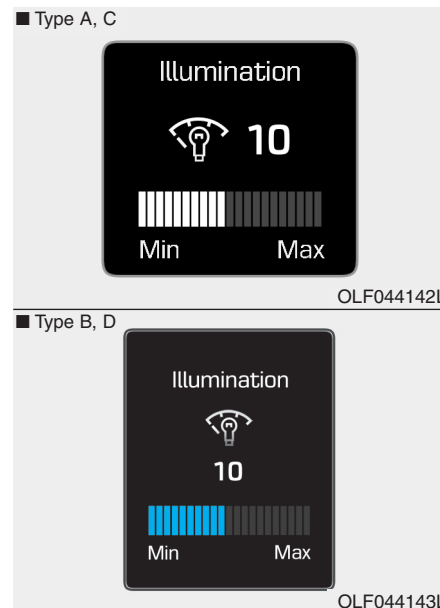 ■ Type A, C
Illumination
10
Min Max
OLF044142L
■ Type B, D
Illumination
10
Min Max
OLF044143L